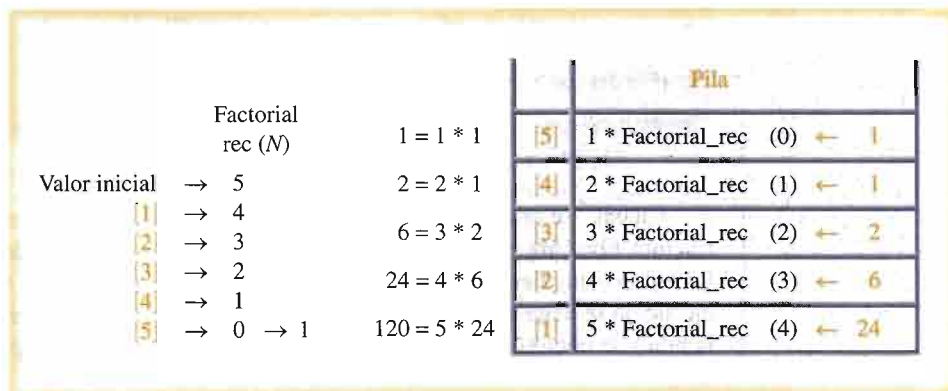 Pila
Factorial
rec (N)
1 = 1 * 1 [5] 1 * Factorial_rec (0) ← 1
Valor inicial → 5 2 = 2 * 1 [4] 2 * Factorial_rec (1) ← 1
[1] → 4
[2] → 3 6 = 3 * 2 [3] 3 * Factorial_rec (2) ← 2
[3] → 2
[4] → 1 24 = 4 * 6 [2] 4 * Factorial_rec (3) ← 6
[5] → 0 → 1 120 = 5 * 24 [1] 5 * Factorial_rec (4) ← 24